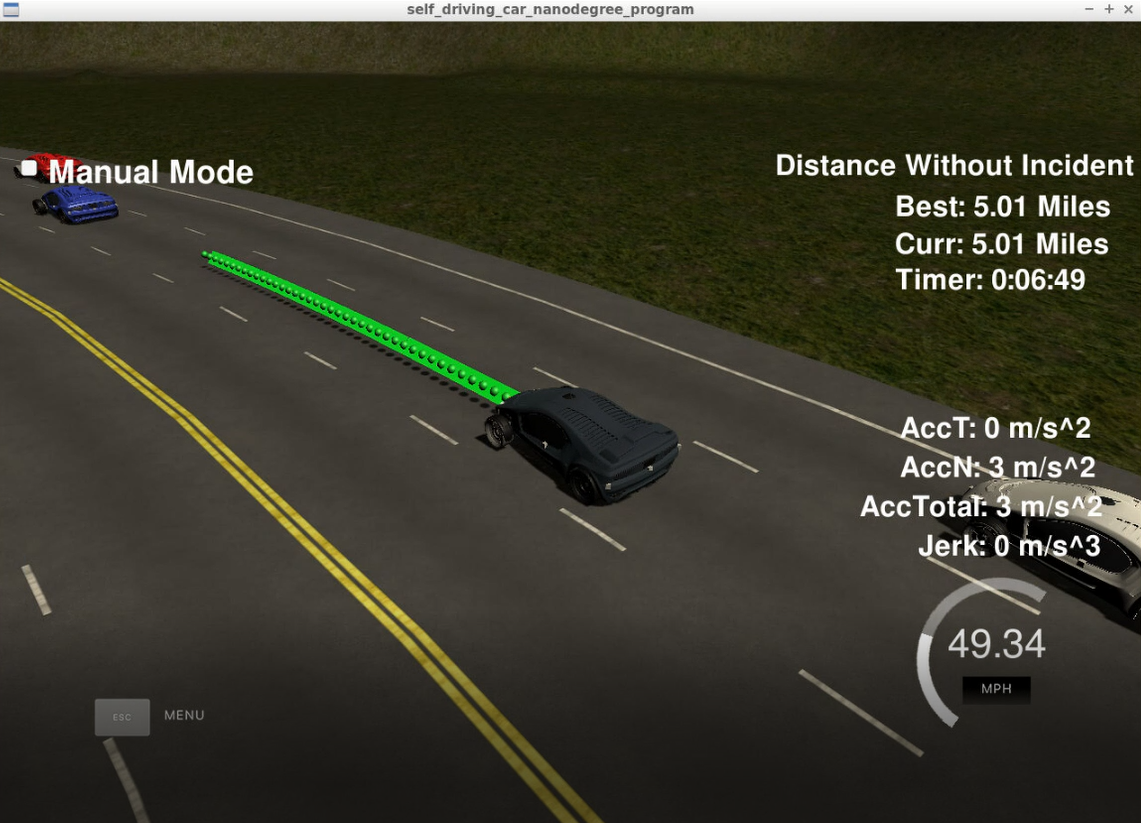 self_driving_car_nanodegree_program
Manual Mode
Distance Without Incident
Best: 5.01 Miles
Curr: 5.01 Miles
Timer: 0:06:49
AccT: 0 m/s^2
AccN: 3 m/s^2
AccTotal: 3 m/s^2
Jerk: 0 m/s^3
49.34
MPH
ESC MENU